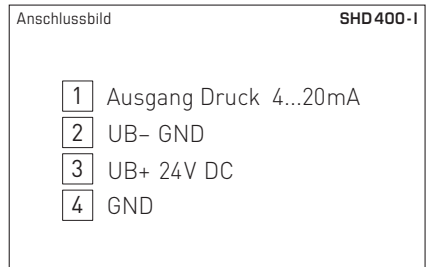 Anschlussbild SHD400-I
1 Ausgang Druck 4...20mA
2 UB– GND
3 UB+ 24V DC
4 GND